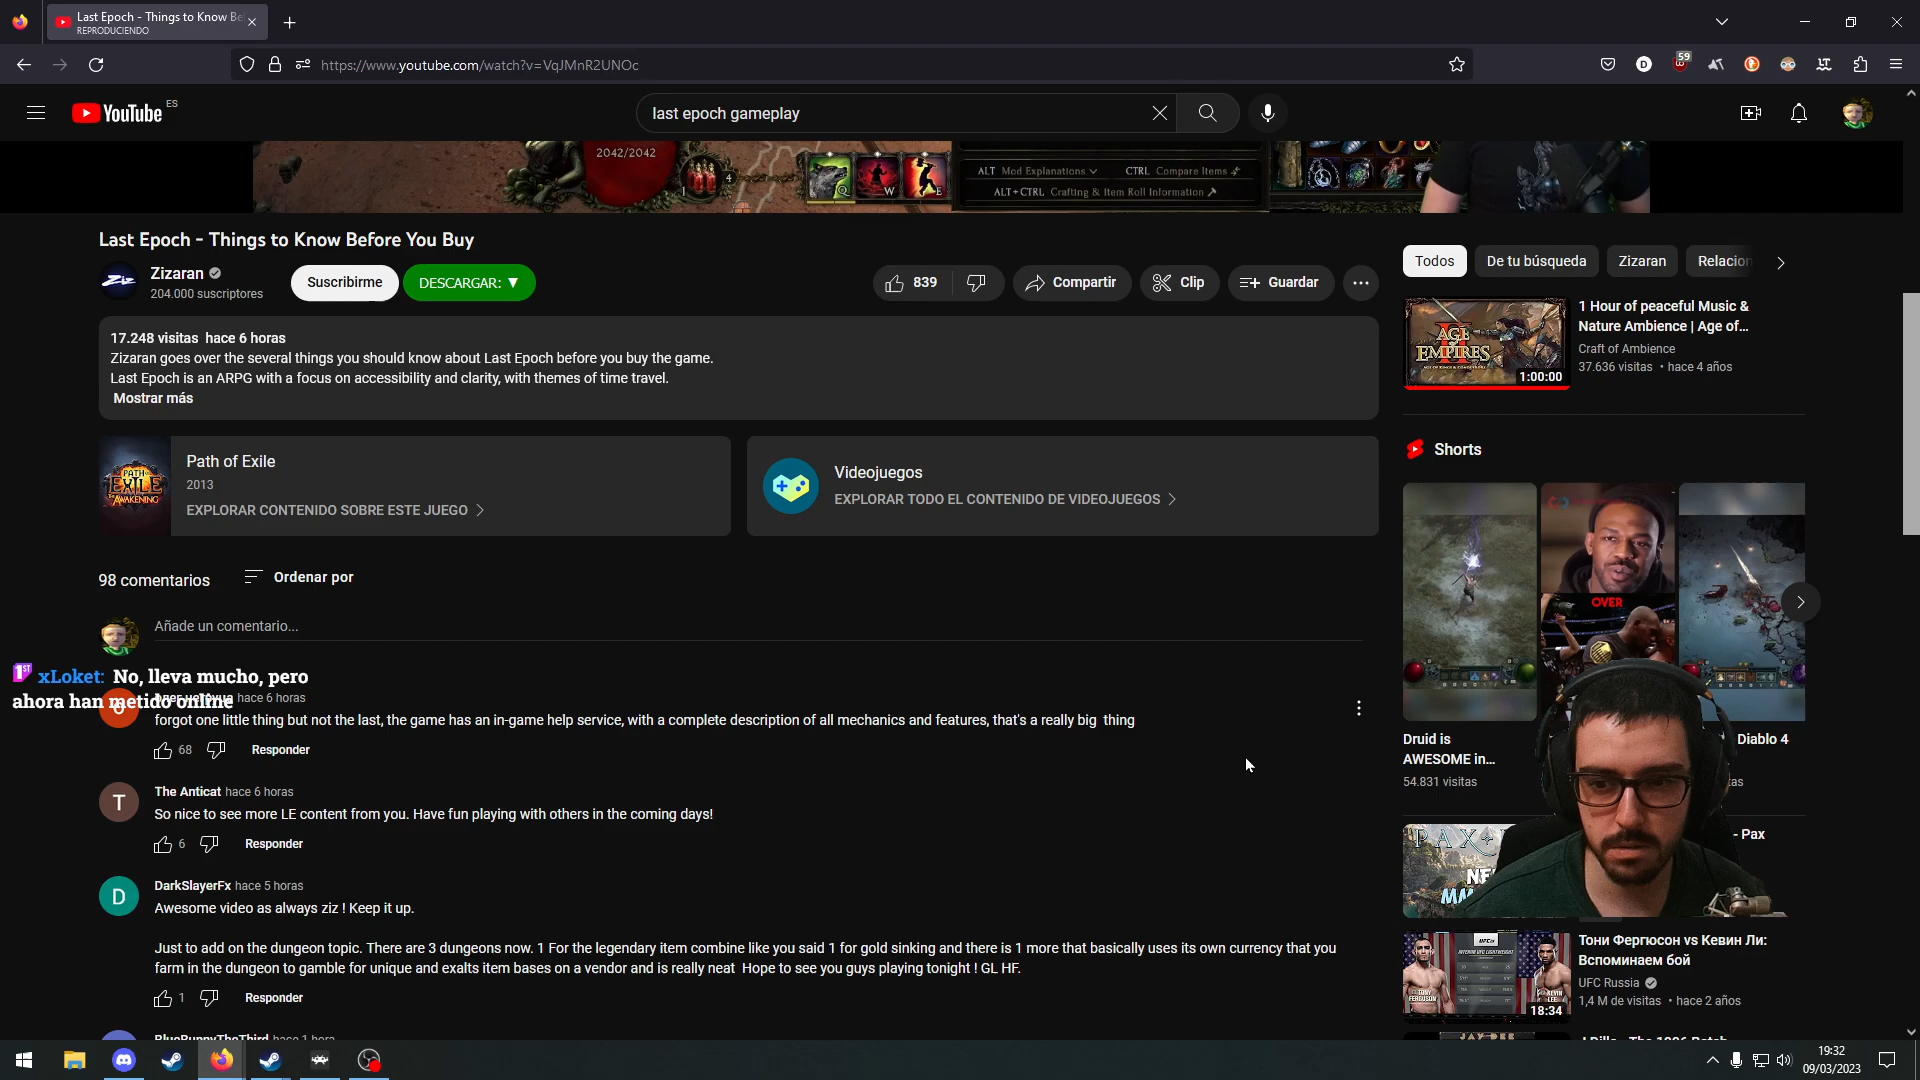 Last Epoch - Things to Know Be
REPRODUCIENDO
https://www.youtube.com/watch?v=VqJMnR2UNOc
59
YouTube ES
last epoch gameplay
2042/2042
4
Q W E
ALT Mod Explanations
CTRL Compare Items
ALT+CTRL Crafting & Item Roll Information
Last Epoch - Things to Know Before You Buy
Zizaran
204.000 suscriptores
Suscribirme
DESCARGAR: ▼
839
Compartir
Clip
Guardar
17.248 visitas hace 6 horas
Zizaran goes over the several things you should know about Last Epoch before you buy the game.
Last Epoch is an ARPG with a focus on accessibility and clarity, with themes of time travel.
Mostrar más
Path of Exile
2013
EXPLORAR CONTENIDO SOBRE ESTE JUEGO
Videojuegos
EXPLORAR TODO EL CONTENIDO DE VIDEOJUEGOS
98 comentarios
Ordenar por
Añade un comentario...
xLoket: No, lleva mucho, pero
ahora han metido online
hace 6 horas
forgot one little thing but not the last, the game has an in-game help service, with a complete description of all mechanics and features, that's a really big thing
68
Responder
T
The Anticat hace 6 horas
So nice to see more LE content from you. Have fun playing with others in the coming days!
6
Responder
D
DarkSlayerFx hace 5 horas
Awesome video as always ziz ! Keep it up.
Just to add on the dungeon topic. There are 3 dungeons now. 1 For the legendary item combine like you said 1 for gold sinking and there is 1 more that basically uses its own currency that you
farm in the dungeon to gamble for unique and exalts item bases on a vendor and is really neat Hope to see you guys playing tonight ! GL HF.
1
Responder
BluePuppyTheThird hace 1 hora
Todos
De tu búsqueda
Zizaran
Relacion
AGE OF EMPIRES II
1:00:00
1 Hour of peaceful Music &
Nature Ambience | Age of...
Craft of Ambience
37.636 visitas • hace 4 años
Shorts
OVER
Druid is
AWESOME in...
54.831 visitas
Diablo 4
PAX
- Pax
18:34
Тони Фергюсон vs Кевин Ли:
Вспоминаем бой
UFC Russia
1,4 M de visitas • hace 2 años
19:32
09/03/2023